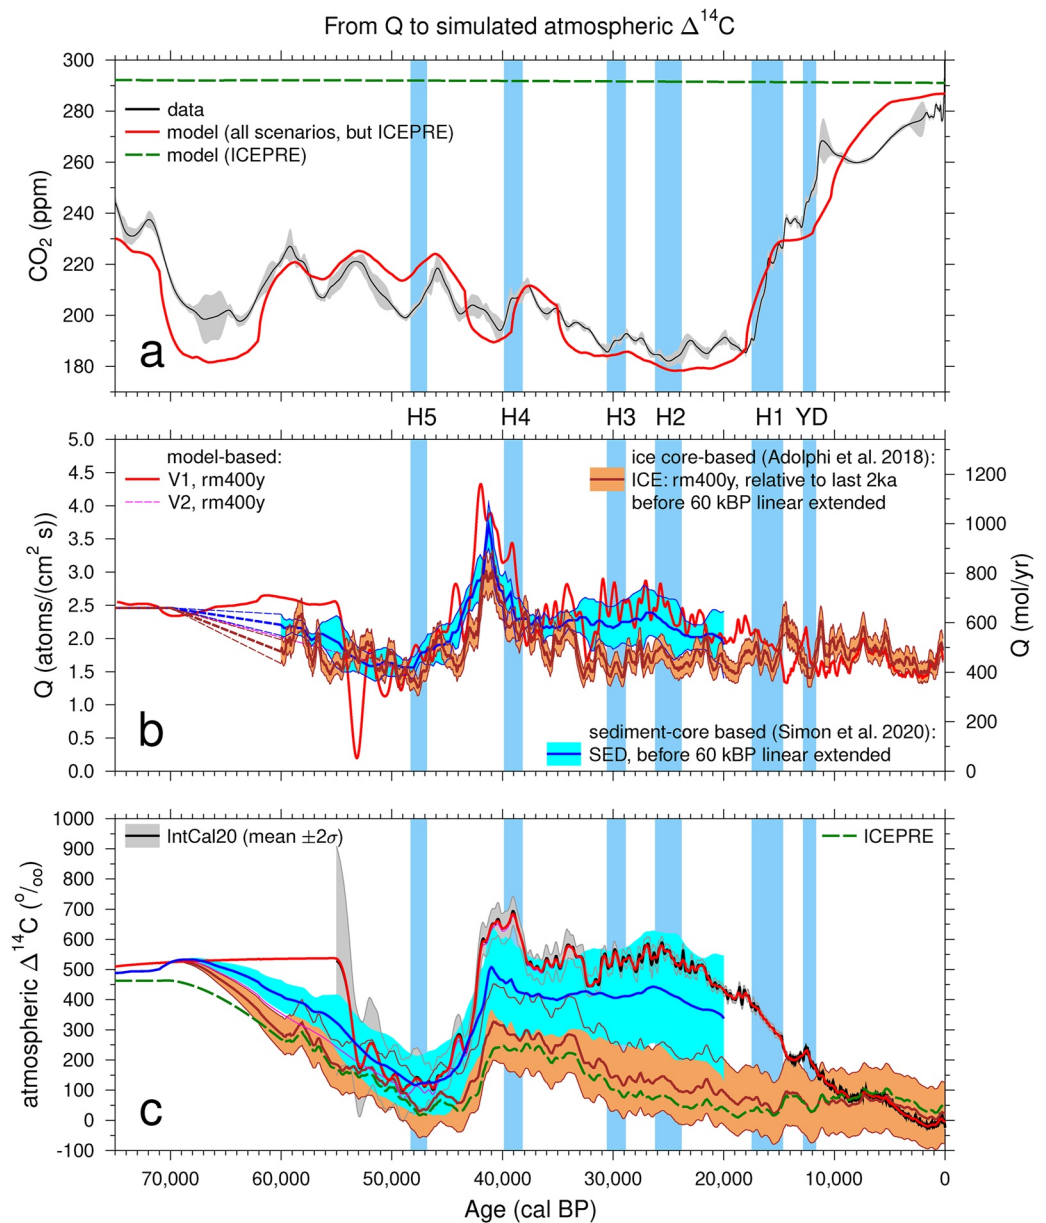 From Q to simulated atmospheric Δ¹⁴C
300
280
260
240
220
200
180
CO₂ (ppm)
data
model (all scenarios, but ICEPRE)
model (ICEPRE)
a
H5 H4 H3 H2 H1 YD
5.0
4.5
4.0
3.5
3.0
2.5
2.0
1.5
1.0
0.5
0.0
Q (atoms/(cm² s))
model-based:
V1, rm400y
V2, rm400y
ice core-based (Adolphi et al. 2018):
ICE: rm400y, relative to last 2ka
before 60 kBP linear extended
1200
1000
800
600
400
200
0
Q (mol/yr)
b
sediment-core based (Simon et al. 2020):
SED, before 60 kBP linear extended
1000
900
800
700
600
500
400
300
200
100
0
-100
atmospheric Δ¹⁴C (o/oo)
IntCal20 (mean ±2σ)
ICEPRE
c
70,000 60,000 50,000 40,000 30,000 20,000 10,000 0
Age (cal BP)